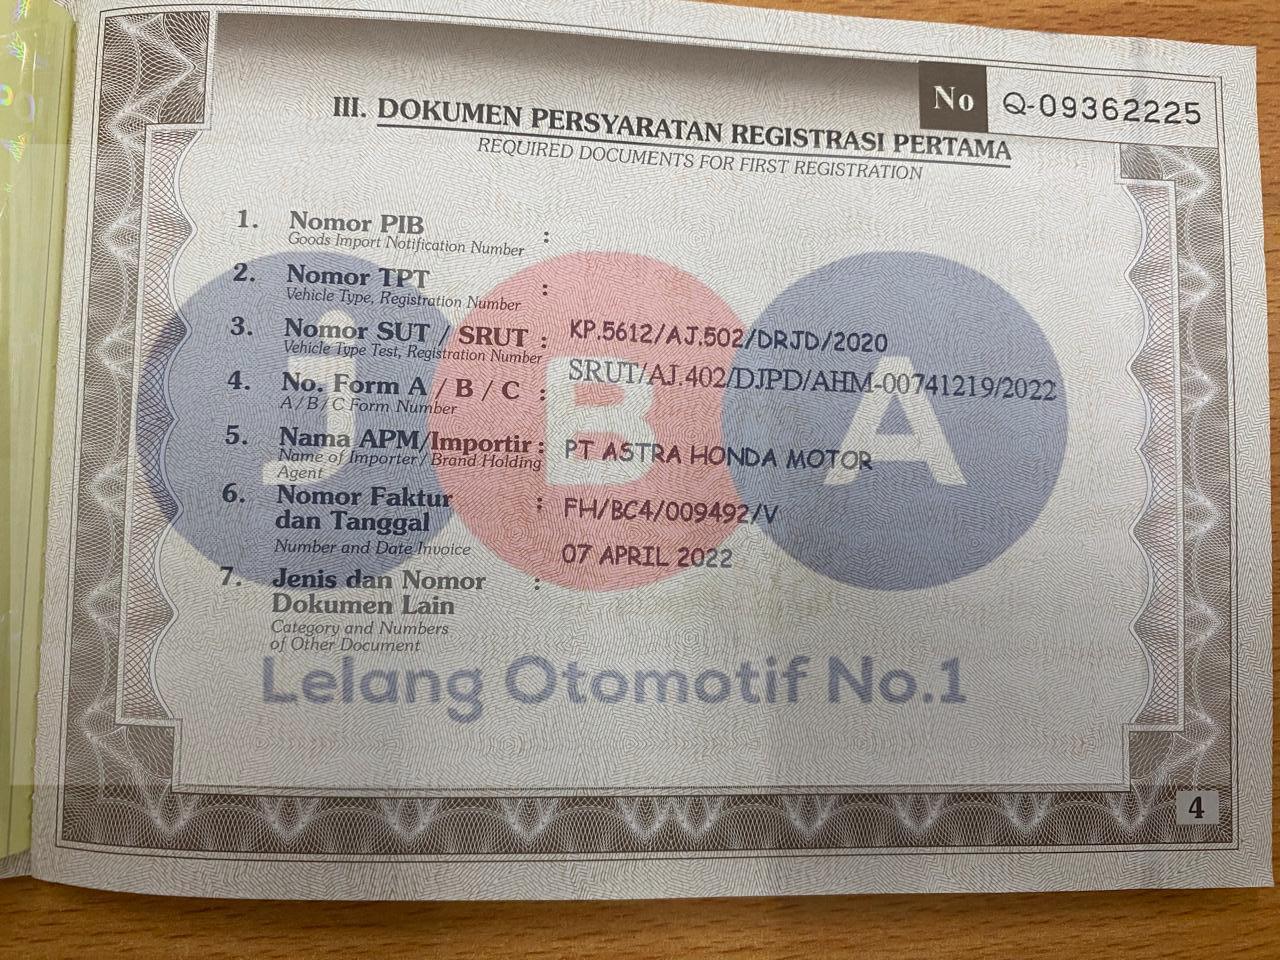 No Q-09362225
III. DOKUMEN PERSYARATAN REGISTRASI PERTAMA
REQUIRED DOCUMENTS FOR FIRST REGISTRATION
1. Nomor PIB :
Goods Import Notification Number
2. Nomor TPT :
Vehicle Type, Registration Number
3. Nomor SUT / SRUT : KP.5612/AJ.502/DRJD/2020
Vehicle Type Test, Registration Number
SRUT/AJ.402/DJPD/AHM-00741219/2022
4. No. Form A / B / C :
A / B / C Form Number
5. Nama APM/Importir : PT ASTRA HONDA MOTOR
Name of Importer / Brand Holding
Agent
6. Nomor Faktur : FH/BC4/009492/V
dan Tanggal
Number and Date Invoice
07 APRIL 2022
7. Jenis dan Nomor :
Dokumen Lain
Category and Numbers
of Other Document
JBA
Lelang Otomotif No.1
4